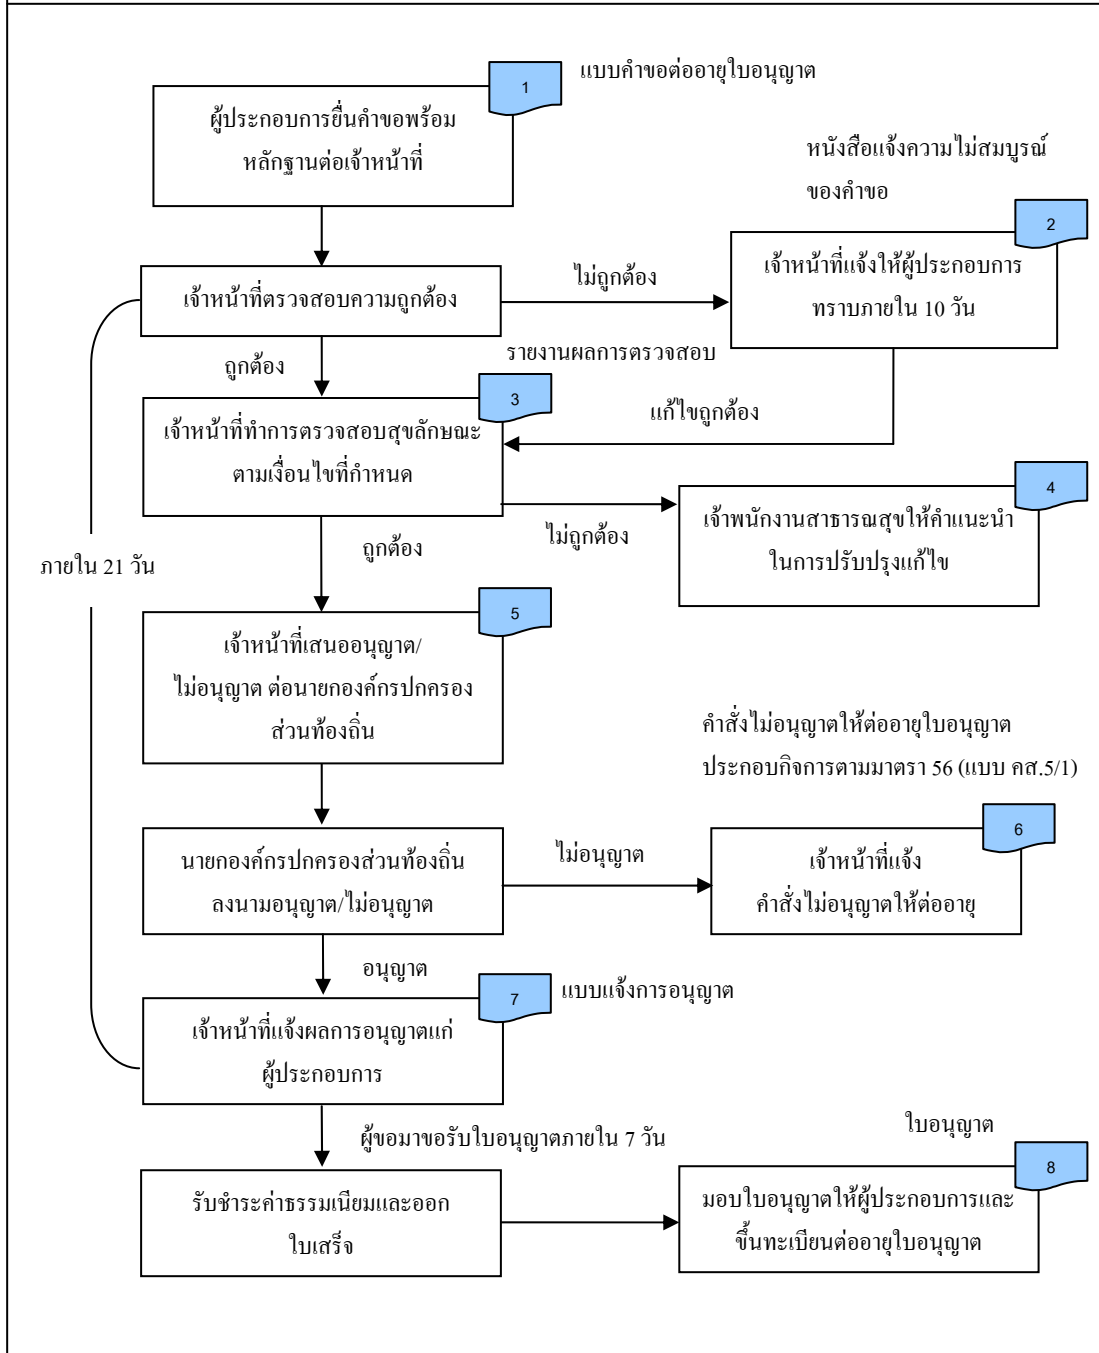 แบบคำขอต่ออายุใบอนุญาต
1
ผู้ประกอบการยื่นคำขอพร้อม
หลักฐานต่อเจ้าหน้าที่
หนังสือแจ้งความไม่สมบูรณ์
ของคำขอ
2
เจ้าหน้าที่แจ้งให้ผู้ประกอบการ
ทราบภายใน 10 วัน
ไม่ถูกต้อง
เจ้าหน้าที่ตรวจสอบความถูกต้อง
ถูกต้อง
รายงานผลการตรวจสอบ
3
แก้ไขถูกต้อง
เจ้าหน้าที่ทำการตรวจสอบสุขลักษณะ
ตามเงื่อนไขที่กำหนด
4
เจ้าพนักงานสาธารณสุขให้คำแนะนำ
ในการปรับปรุงแก้ไข
ไม่ถูกต้อง
ถูกต้อง
ภายใน 21 วัน
5
เจ้าหน้าที่เสนออนุญาต/
ไม่อนุญาต ต่อนายกองค์กรปกครอง
ส่วนท้องถิ่น
คำสั่งไม่อนุญาตให้ต่ออายุใบอนุญาต
ประกอบกิจการตามมาตรา 56 (แบบ คส.5/1)
6
นายกองค์กรปกครองส่วนท้องถิ่น
ลงนามอนุญาต/ไม่อนุญาต
ไม่อนุญาต
เจ้าหน้าที่แจ้ง
คำสั่งไม่อนุญาตให้ต่ออายุ
อนุญาต
7
แบบแจ้งการอนุญาต
เจ้าหน้าที่แจ้งผลการอนุญาตแก่
ผู้ประกอบการ
ผู้ขอมาขอรับใบอนุญาตภายใน 7 วัน
ใบอนุญาต
8
รับชำระค่าธรรมเนียมและออก
ใบเสร็จ
มอบใบอนุญาตให้ผู้ประกอบการและ
ขึ้นทะเบียนต่ออายุใบอนุญาต